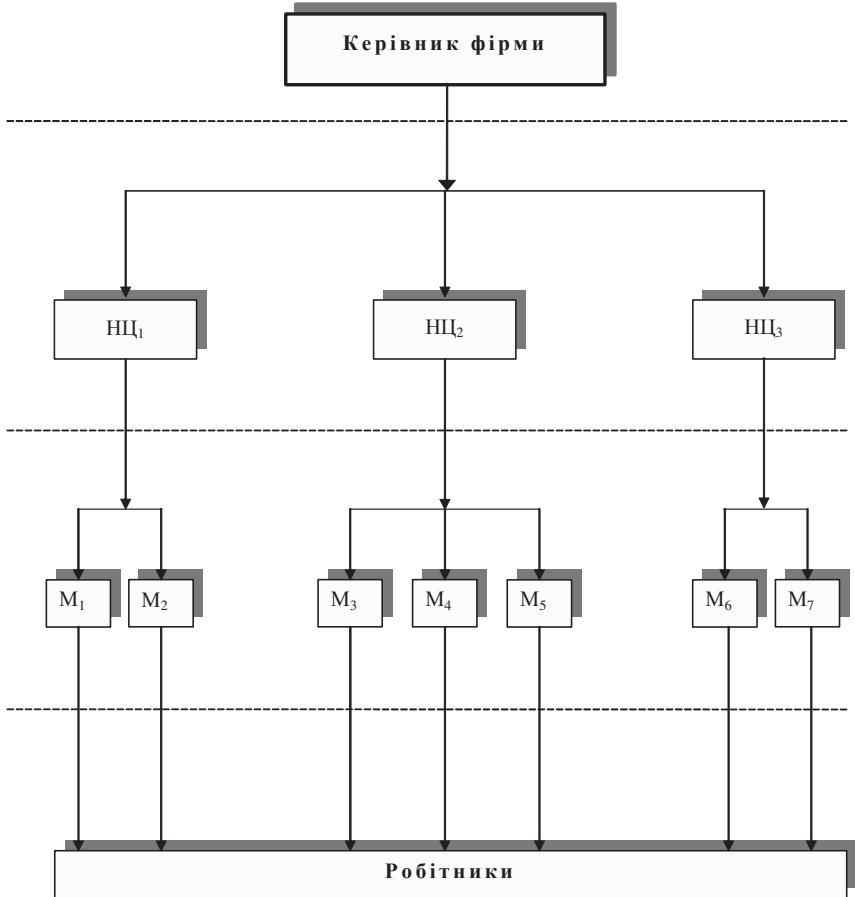 Керівник фірми
НЦ₁ НЦ₂ НЦ₃
М₁ М₂ М₃ М₄ М₅ М₆ М₇
Робітники